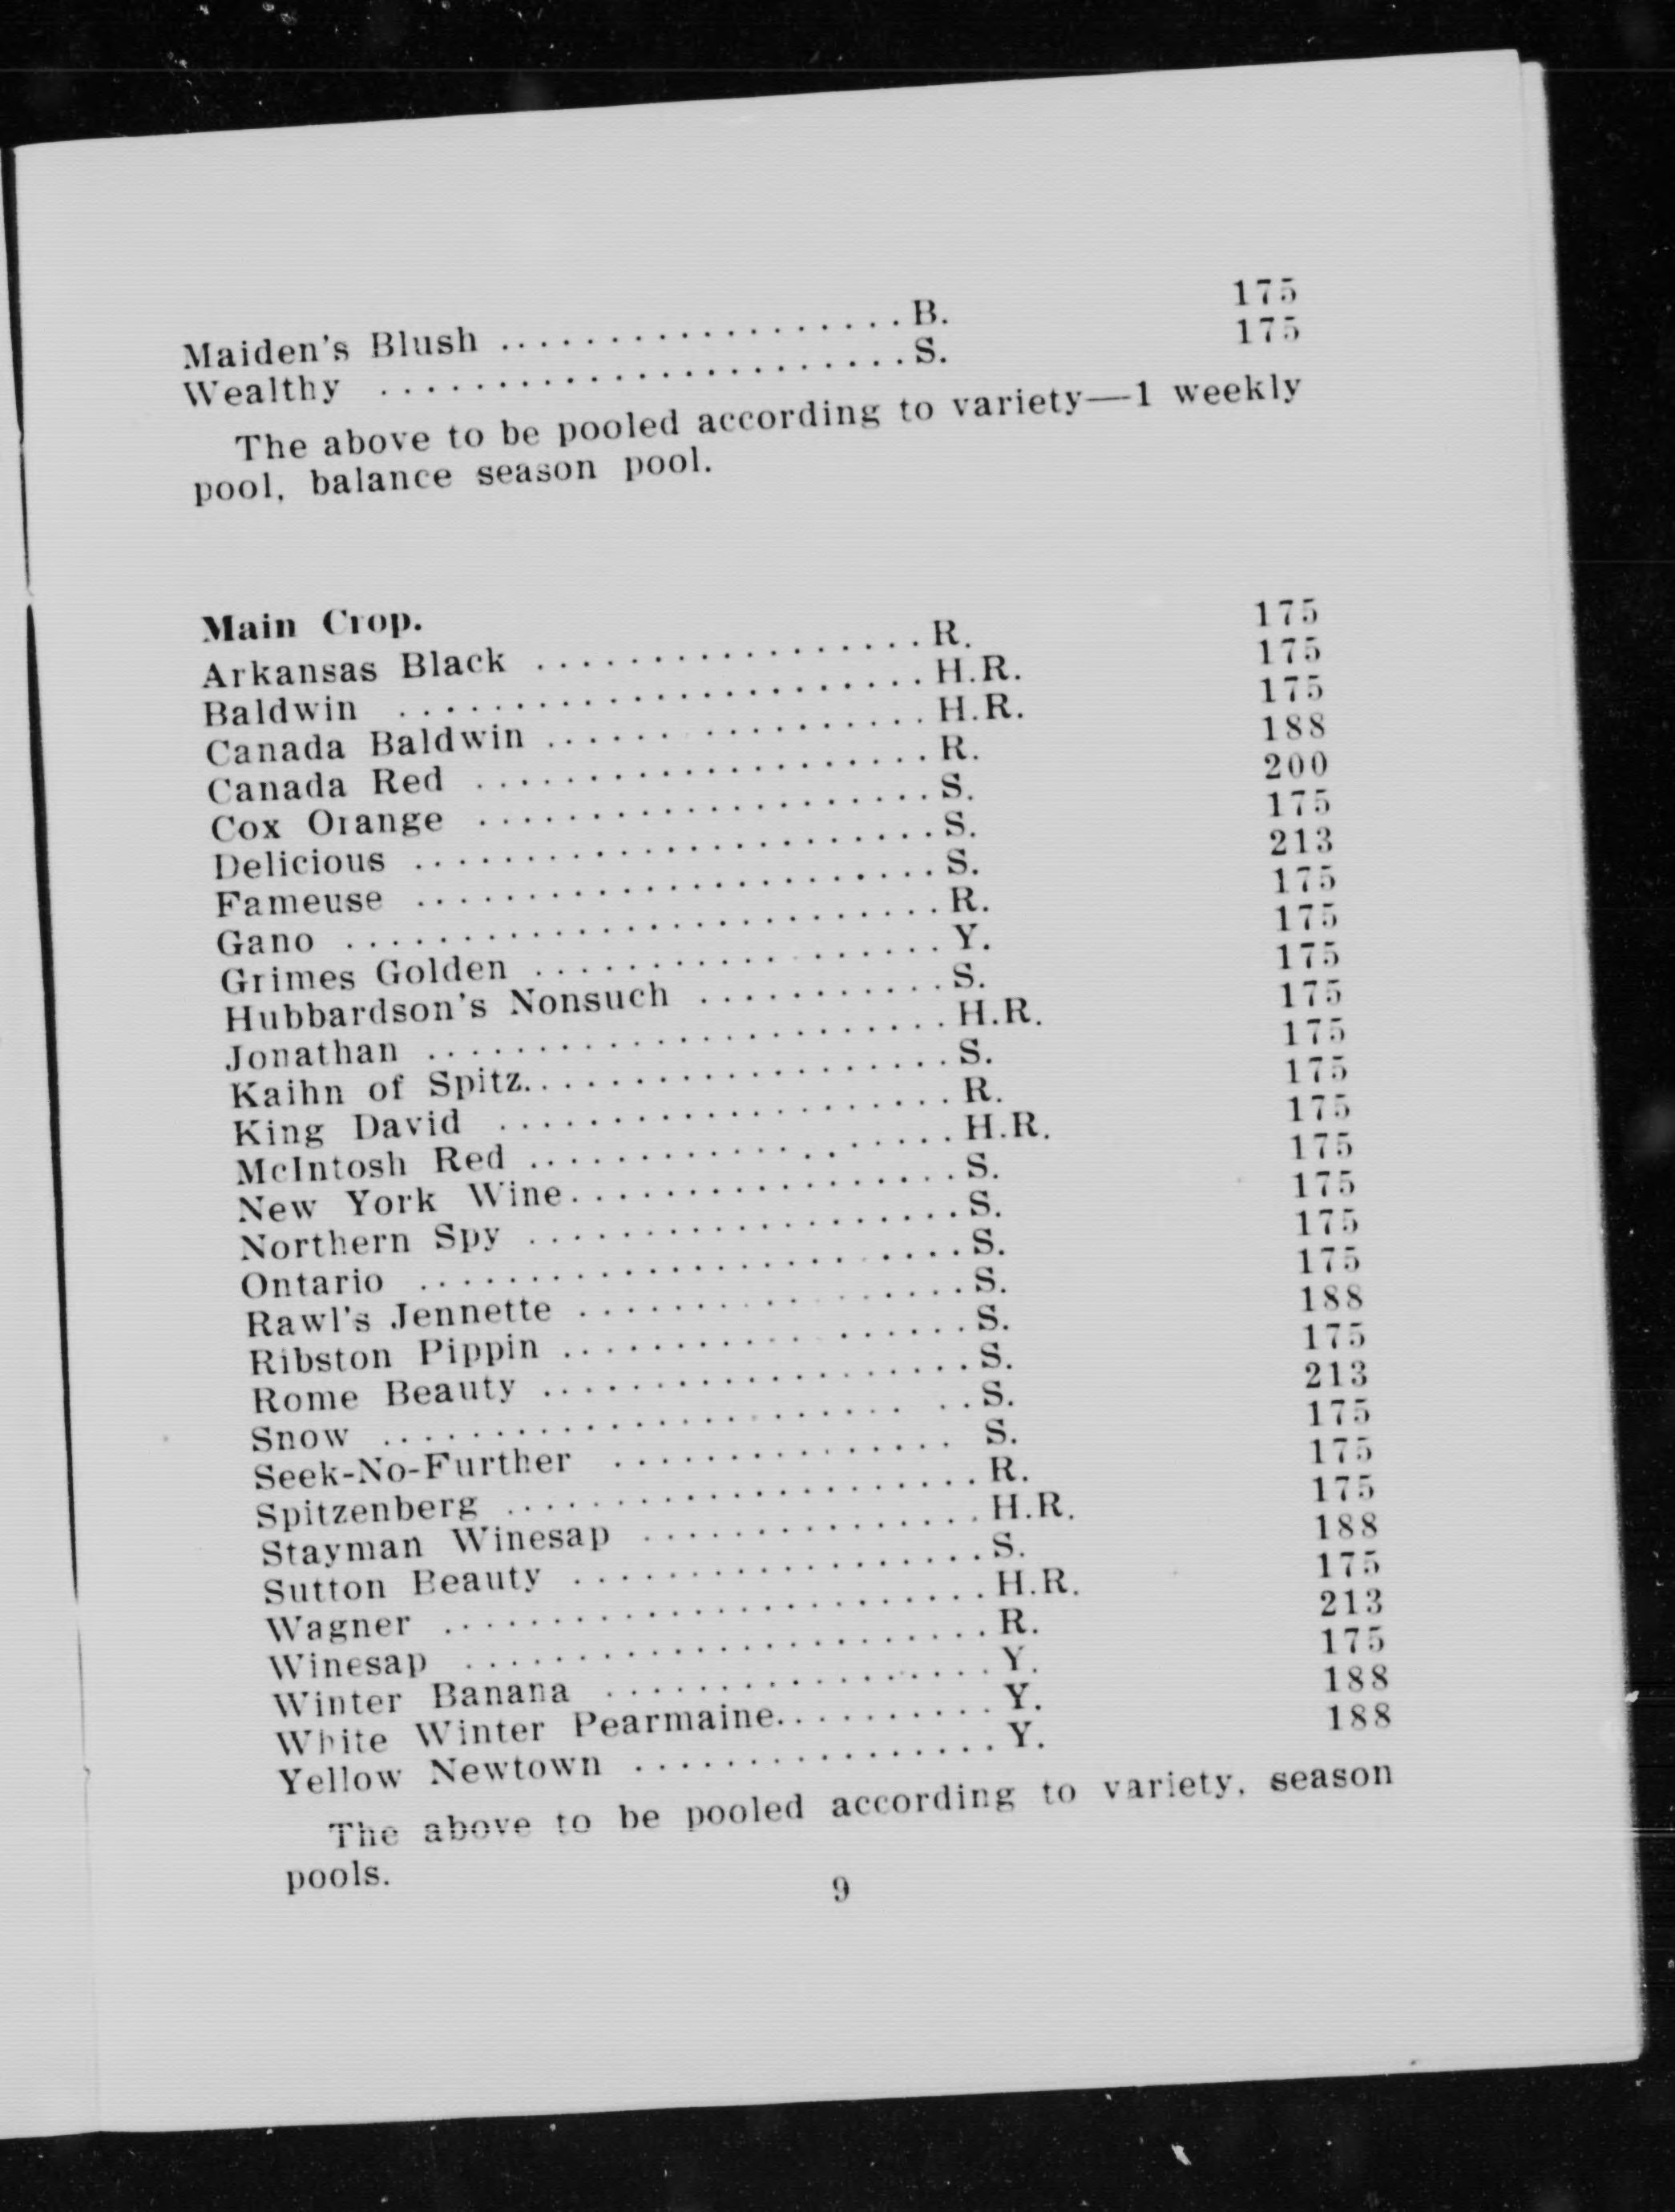 Maiden's Blush ................... B. 175
Wealthy ....................... S. 175
The above to be pooled according to variety—1 weekly
pool, balance season pool.
Main Crop.
Arkansas Black ................. R. 175
Baldwin ....................... H.R. 175
Canada Baldwin ................. H.R. 175
Canada Red .................... R. 188
Cox Orange .................... S. 200
Delicious ....................... S. 175
Fameuse ....................... S. 213
Gano .......................... R. 175
Grimes Golden .................. Y. 175
Hubbardson's Nonsuch ........... S. 175
Jonathan ....................... H.R. 175
Kaihn of Spitz................... S. 175
King David .................... R. 175
McIntosh Red ................... H.R. 175
New York Wine................. S. 175
Northern Spy ................... S. 175
Ontario ........................ S. 175
Rawl's Jennette ................. S. 175
Ribston Pippin .................. S. 188
Rome Beauty ................... S. 175
Snow ......................... S. 213
Seek-No-Further ............... S. 175
Spitzenberg ..................... R. 175
Stayman Winesap ............... H.R. 175
Sutton Beauty .................. S. 188
Wagner ........................ H.R. 175
Winesap ....................... R. 213
Winter Banana ................. Y. 175
White Winter Pearmaine.......... Y. 188
Yellow Newtown ................ Y. 188
The above to be pooled according to variety, season
pools.
9